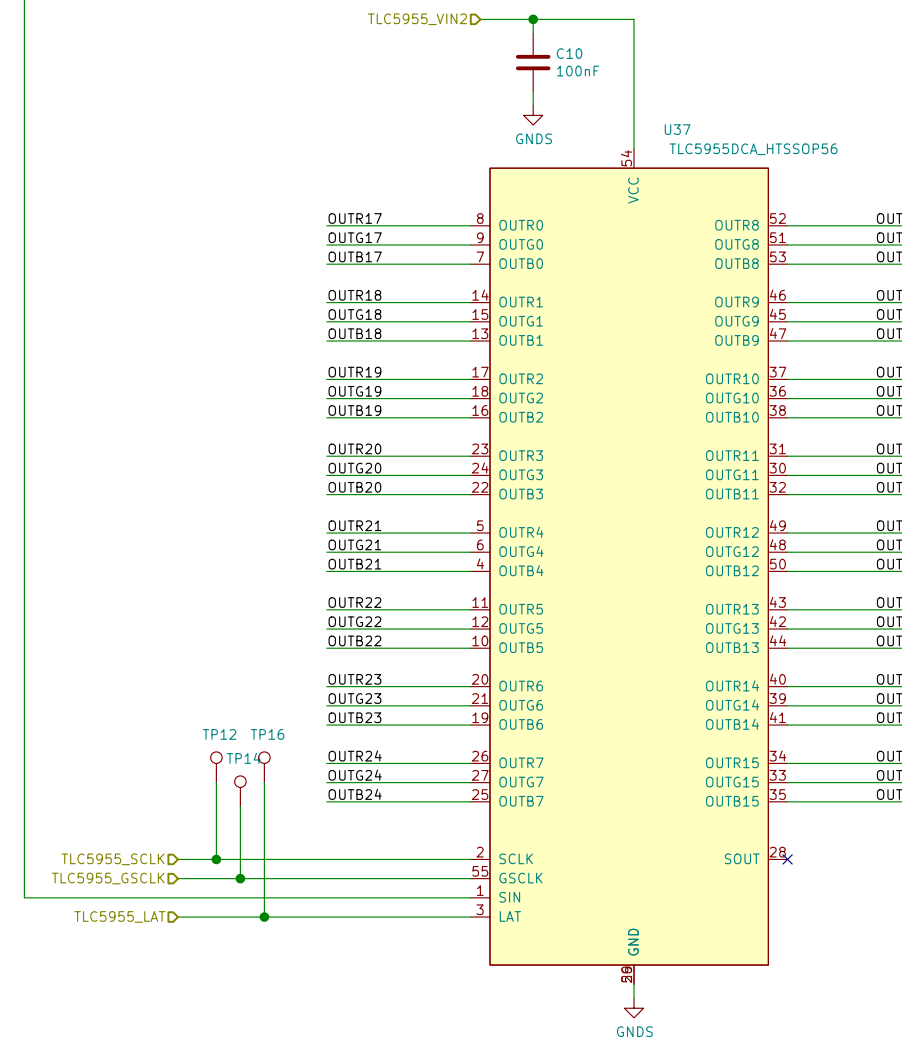 TLC5955_VIN2
C10
100nF
GNDS
U37
TLC5955DCA_HTSSOP56
54
VCC
OUTR17 8 OUTR0 OUTR8 52 OUT
OUTG17 9 OUTG0 OUTG8 51 OUT
OUTB17 7 OUTB0 OUTB8 53 OUT
OUTR18 14 OUTR1 OUTR9 46 OUT
OUTG18 15 OUTG1 OUTG9 45 OUT
OUTB18 13 OUTB1 OUTB9 47 OUT
OUTR19 17 OUTR2 OUTR10 37 OUT
OUTG19 18 OUTG2 OUTG10 36 OUT
OUTB19 16 OUTB2 OUTB10 38 OUT
OUTR20 23 OUTR3 OUTR11 31 OUT
OUTG20 24 OUTG3 OUTG11 30 OUT
OUTB20 22 OUTB3 OUTB11 32 OUT
OUTR21 5 OUTR4 OUTR12 49 OUT
OUTG21 6 OUTG4 OUTG12 48 OUT
OUTB21 4 OUTB4 OUTB12 50 OUT
OUTR22 11 OUTR5 OUTR13 43 OUT
OUTG22 12 OUTG5 OUTG13 42 OUT
OUTB22 10 OUTB5 OUTB13 44 OUT
OUTR23 20 OUTR6 OUTR14 40 OUT
OUTG23 21 OUTG6 OUTG14 39 OUT
OUTB23 19 OUTB6 OUTB14 41 OUT
TP12 TP16
TP14
OUTR24 26 OUTR7 OUTR15 34 OUT
OUTG24 27 OUTG7 OUTG15 33 OUT
OUTB24 25 OUTB7 OUTB15 35 OUT
TLC5955_SCLK 2 SCLK SOUT 28
TLC5955_GSCLK 55 GSCLK
1 SIN
TLC5955_LAT 3 LAT
GND
GNDS